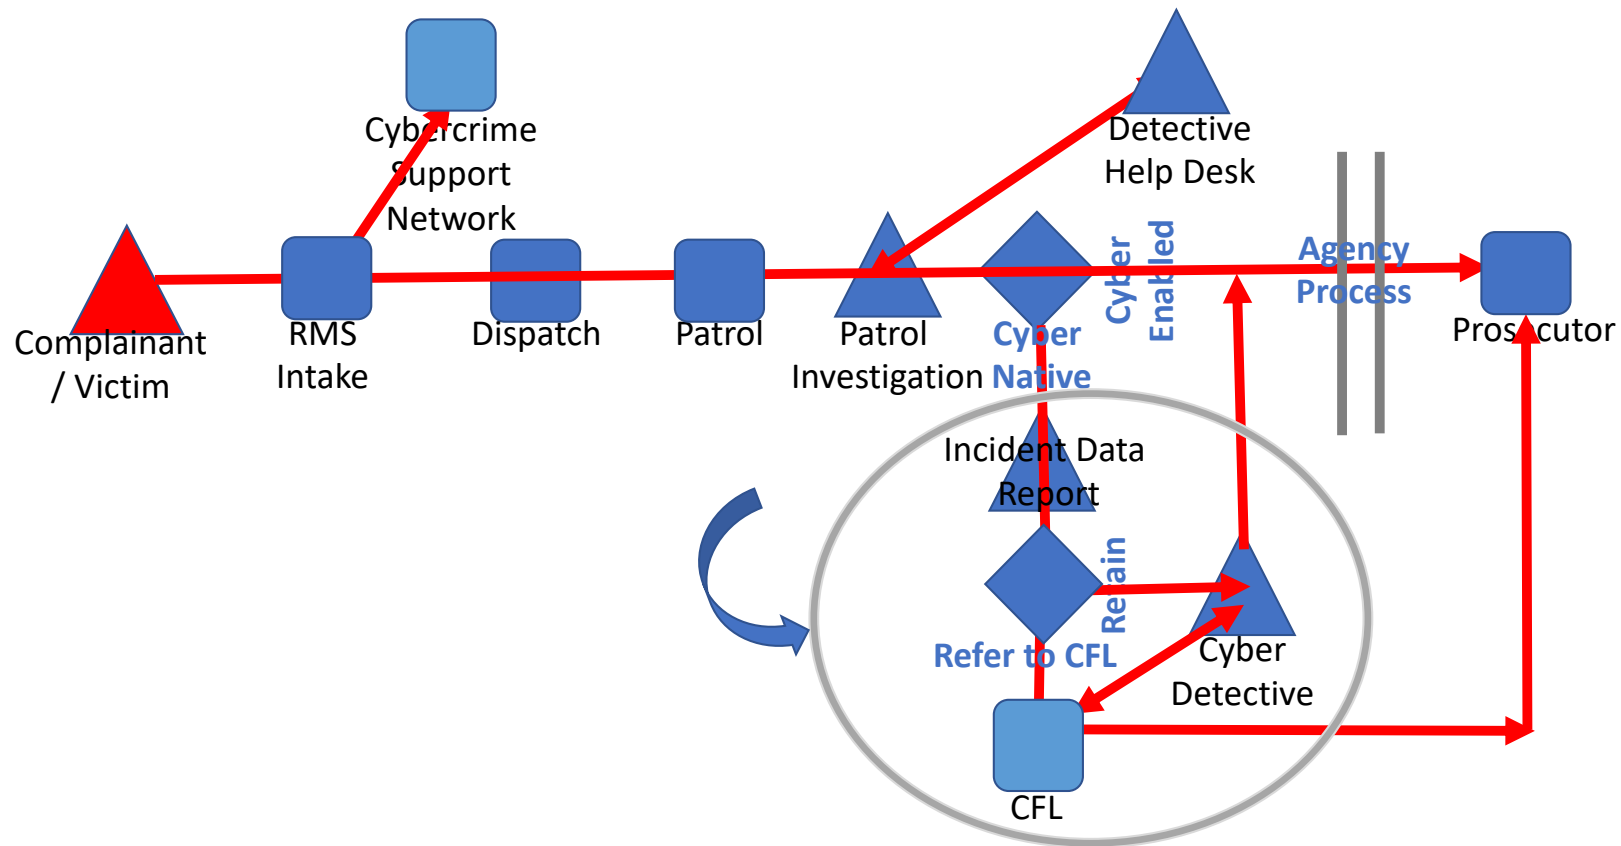 Cybercrime
Support
Network
Detective
Help Desk
Complainant
/ Victim
RMS
Intake
Dispatch
Patrol
Patrol
Investigation
Cyber
Native
Cyber
Enabled
Agency
Process
Prosecutor
Incident Data
Report
Retain
Refer to CFL
Cyber
Detective
CFL